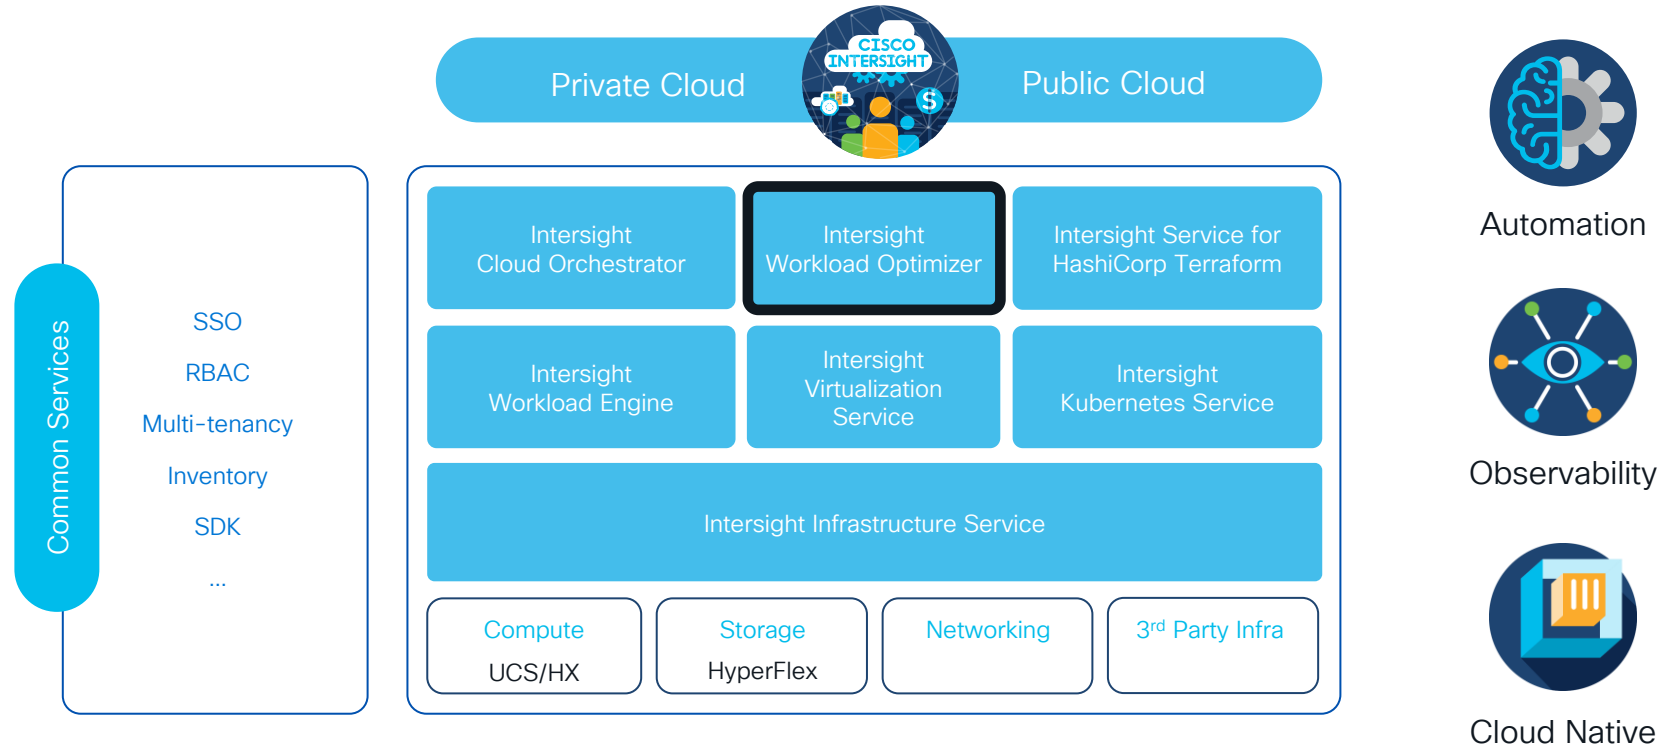 CISCO
INTERSIGHT
$
Private Cloud
Public Cloud
Common Services
SSO
RBAC
Multi-tenancy
Inventory
SDK
...
Intersight
Cloud Orchestrator
Intersight
Workload Optimizer
Intersight Service for
HashiCorp Terraform
Intersight
Workload Engine
Intersight
Virtualization
Service
Intersight
Kubernetes Service
Intersight Infrastructure Service
Compute
UCS/HX
Storage
HyperFlex
Networking
3rd Party Infra
Automation
Observability
Cloud Native